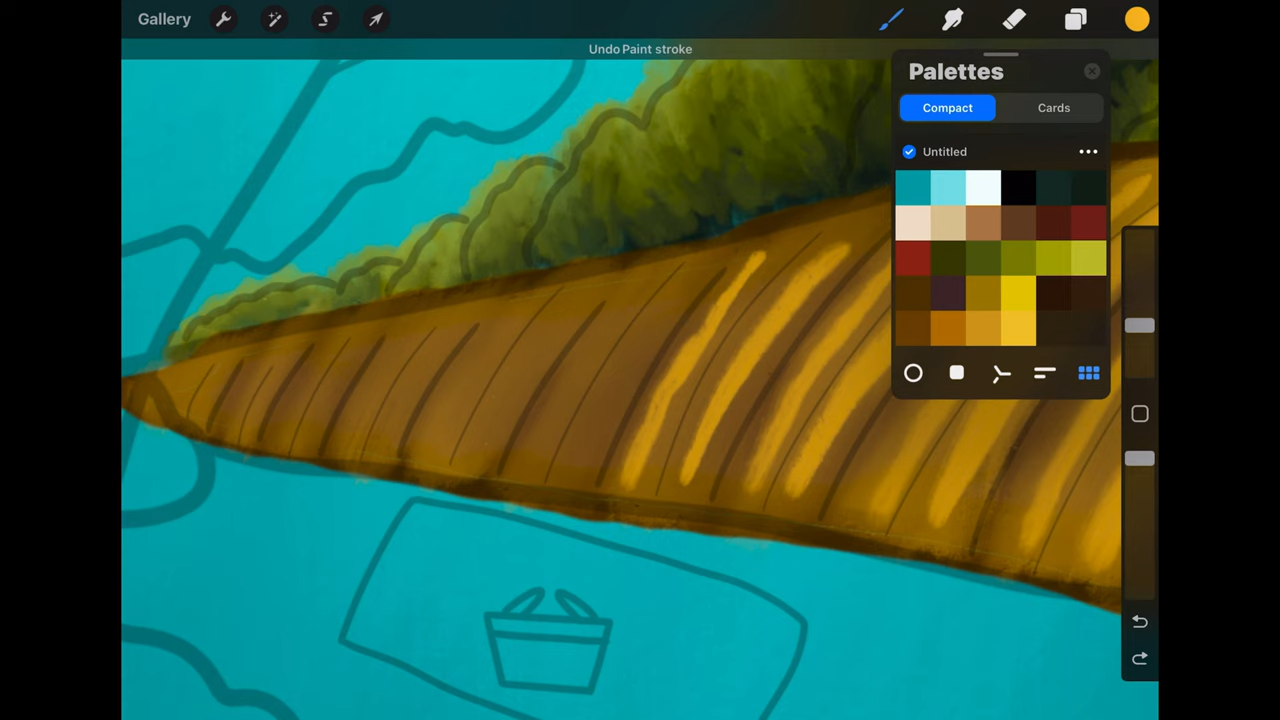 Gallery
Undo Paint stroke
Palettes
Compact Cards
Untitled